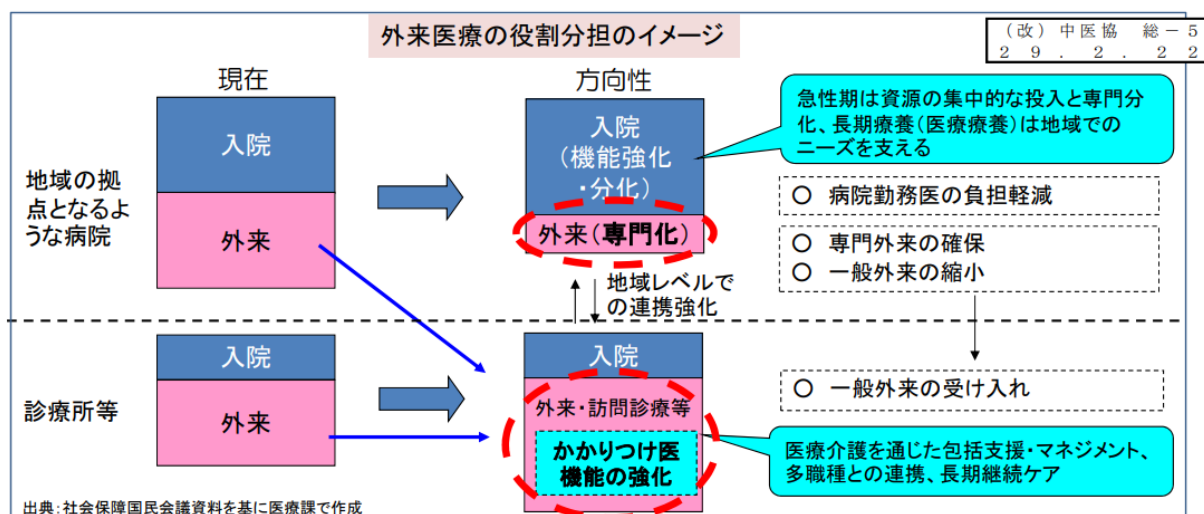 外来医療の役割分担のイメージ
(改)中医協 総-5
29.2.22
現在
方向性
地域の拠
点となるよ
うな病院
入院
外来
入院
(機能強化
・分化)
外来(専門化)
急性期は資源の集中的な投入と専門分
化、長期療養(医療療養)は地域での
ニーズを支える
○ 病院勤務医の負担軽減
○ 専門外来の確保
○ 一般外来の縮小
地域レベルで
の連携強化
診療所等
入院
外来
入院
外来・訪問診療等
かかりつけ医
機能の強化
○ 一般外来の受け入れ
医療介護を通じた包括支援・マネジメント、
多職種との連携、長期継続ケア
出典:社会保障国民会議資料を基に医療課で作成